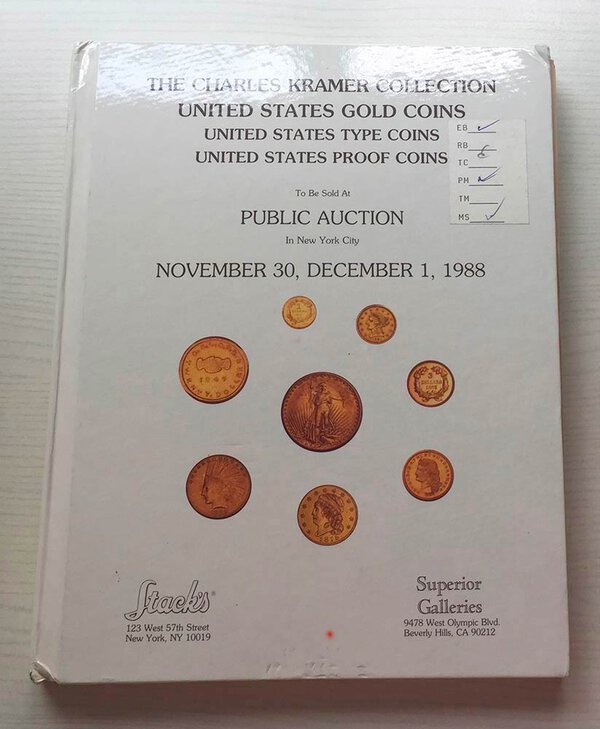 THE CHARLES KRAMER COLLECTION
UNITED STATES GOLD COINS
UNITED STATES TYPE COINS
UNITED STATES PROOF COINS
EB
RB
TC
PM
TM
MS
To Be Sold At
PUBLIC AUCTION
In New York City
NOVEMBER 30, DECEMBER 1, 1988
Stack's®
123 West 57th Street
New York, NY 10019
Superior
Galleries
9478 West Olympic Blvd.
Beverly Hills, CA 90212